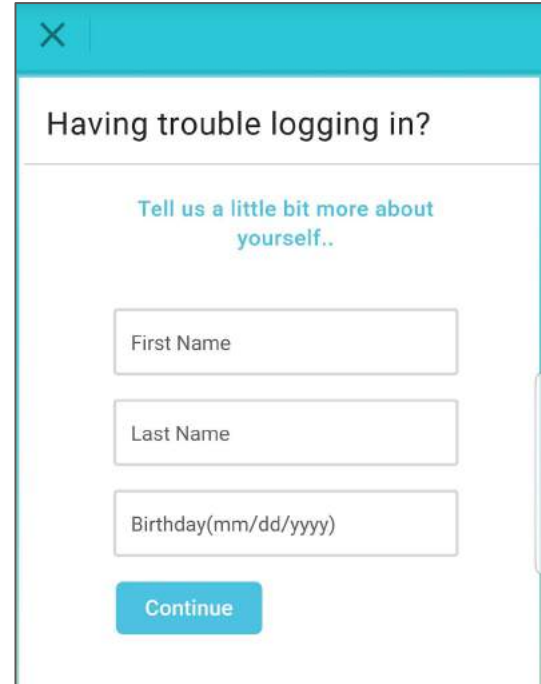 Having trouble logging in?
Tell us a little bit more about
yourself..
First Name
Last Name
Birthday(mm/dd/yyyy)
Continue